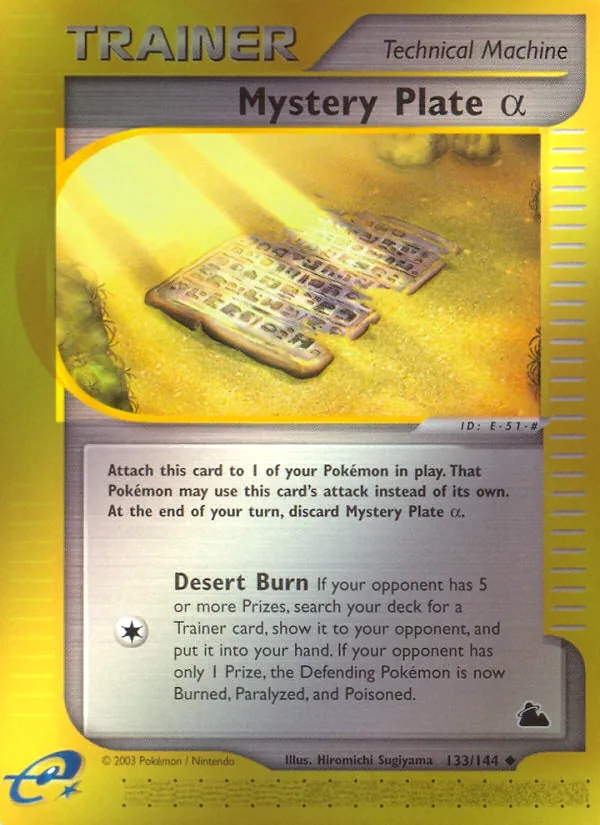 TRAINER
Technical Machine
Mystery Plate α
ID: E-51-#
Attach this card to 1 of your Pokémon in play. That
Pokémon may use this card's attack instead of its own.
At the end of your turn, discard Mystery Plate α.
Desert Burn If your opponent has 5
or more Prizes, search your deck for a
Trainer card, show it to your opponent, and
put it into your hand. If your opponent has
only 1 Prize, the Defending Pokémon is now
Burned, Paralyzed, and Poisoned.
© 2003 Pokémon / Nintendo
Illus. Hiromichi Sugiyama 133/144 ◆
e